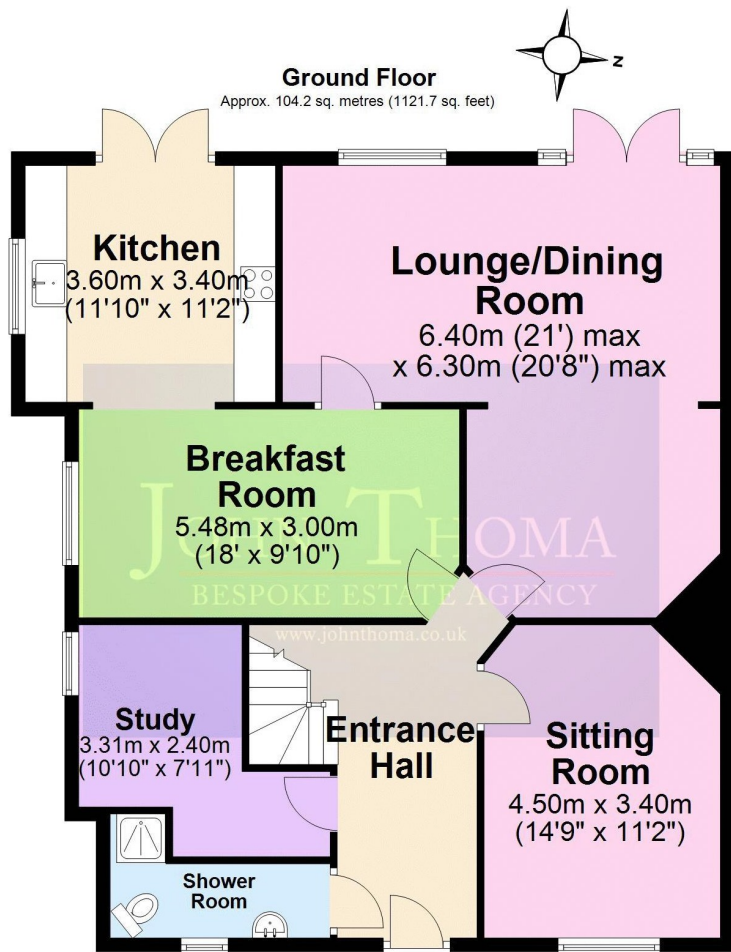 Ground Floor
Approx. 104.2 sq. metres (1121.7 sq. feet)
Z
Kitchen
3.60m x 3.40m
(11'10" x 11'2")
Lounge/Dining
Room
6.40m (21') max
x 6.30m (20'8") max
Breakfast
Room
5.48m x 3.00m
(18' x 9'10")
JOHN THOMA
BESPOKE ESTATE AGENCY
www.johnthoma.co.uk
Study
3.31m x 2.40m
(10'10" x 7'11")
Entrance
Hall
Sitting
Room
4.50m x 3.40m
(14'9" x 11'2")
Shower
Room